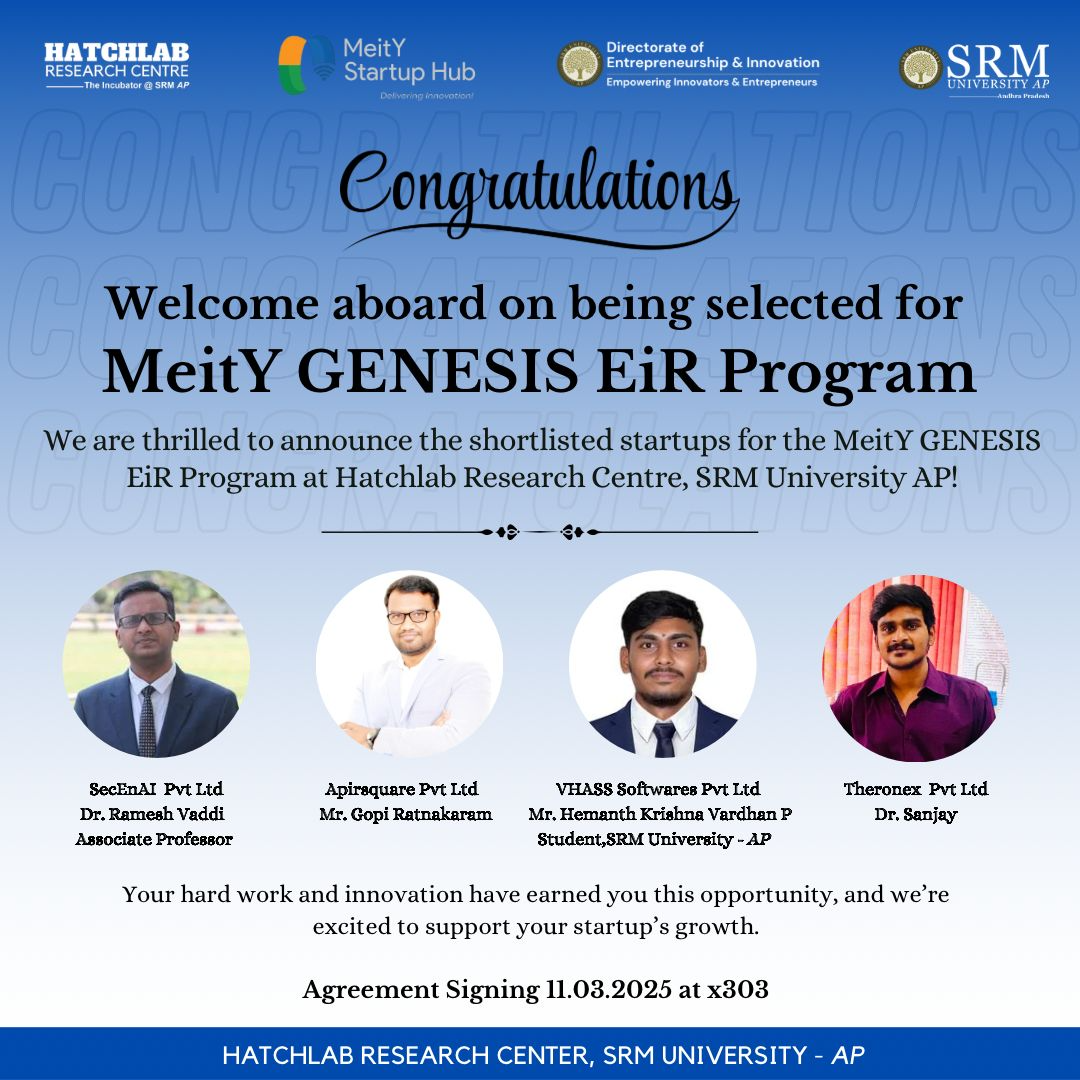 HATCHLAB
RESEARCH CENTRE
The Incubator @ SRM AP
MeitY
Startup Hub
Delivering Innovation!
Directorate of
Entrepreneurship & Innovation
Empowering Innovators & Entrepreneurs
SRM
UNIVERSITY AP
Andhra Pradesh
CONGRATULATIONS
CONGRATULATIONS
CONGRATULATIONS
Congratulations
Welcome aboard on being selected for
MeitY GENESIS EiR Program
We are thrilled to announce the shortlisted startups for the MeitY GENESIS
EiR Program at Hatchlab Research Centre, SRM University AP!
SecEnAI Pvt Ltd
Dr. Ramesh Vaddi
Associate Professor
Apirsquare Pvt Ltd
Mr. Gopi Ratnakaram
VHASS Softwares Pvt Ltd
Mr. Hemanth Krishna Vardhan P
Student,SRM University - AP
Theronex Pvt Ltd
Dr. Sanjay
Your hard work and innovation have earned you this opportunity, and we’re
excited to support your startup’s growth.
Agreement Signing 11.03.2025 at x303
HATCHLAB RESEARCH CENTER, SRM UNIVERSITY - AP